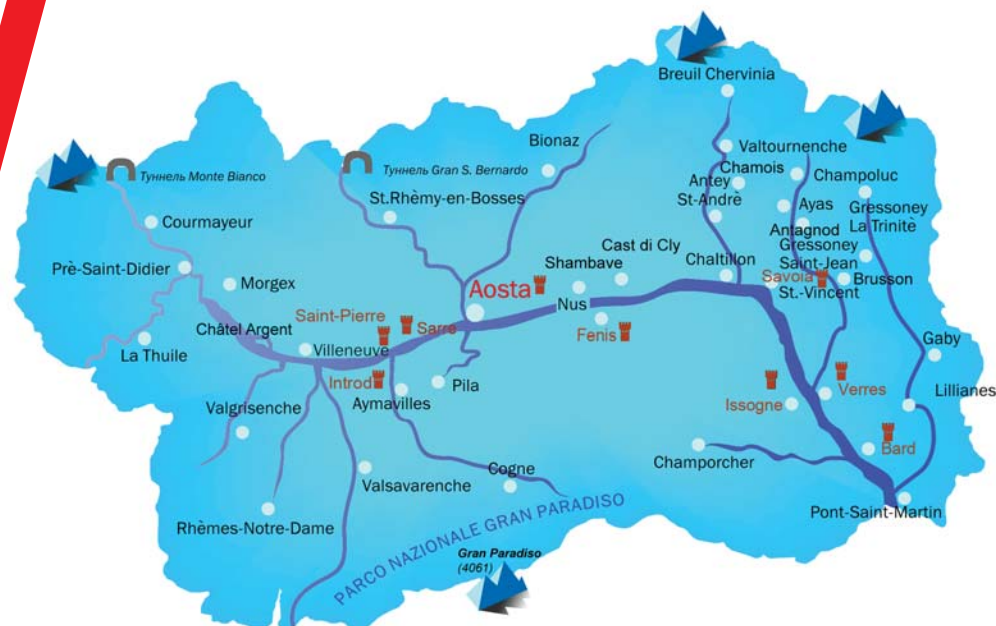 Breuil Chervinia
Bionaz
Valtournenche
Туннель Monte Bianco
Туннель Gran S. Bernardo
Chamois
Champoluc
Antey
St-Andrè
St.Rhèmy-en-Bosses
Ayas
Gressoney
La Trinitè
Courmayeur
Antagnod
Cast di Cly
Gressoney
Saint-Jean
Shambave
Chaltillon
Prè-Saint-Didier
Morgex
Aosta
Savoia
Brusson
St.-Vincent
Nus
Saint-Pierre
Châtel Argent
Sarre
Fenis
Villeneuve
La Thuile
Gaby
Introd
Pila
Aymavilles
Verres
Lillianes
Issogne
Valgrisenche
Bard
Champorcher
Cogne
Valsavarenche
Pont-Saint-Martin
Rhèmes-Notre-Dame
PARCO NAZIONALE GRAN PARADISO
Gran Paradiso
(4061)